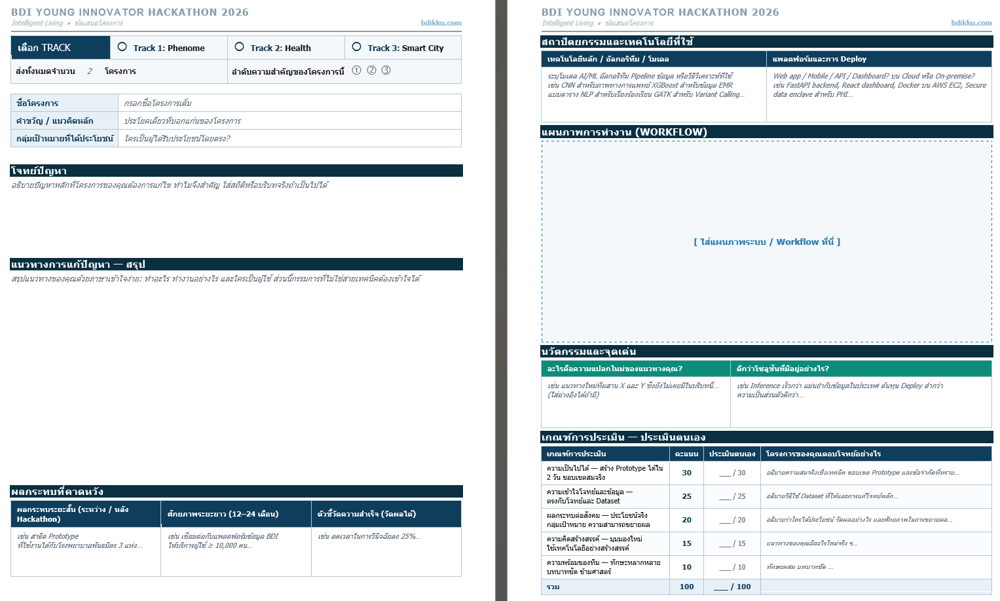 BDI YOUNG INNOVATOR HACKATHON 2026
Intelligent Living • ข้อเสนอโครงการ
bdikku.com
เลือก TRACK
Track 1: Phenome
Track 2: Health
Track 3: Smart City
ส่งทั้งหมดจำนวน 2 โครงการ
ลำดับความสำคัญของโครงการนี้ ① ② ③
ชื่อโครงการ
กรอกชื่อโครงการเต็ม
คำขวัญ / แนวคิดหลัก
ประโยคเดียวที่บอกแก่นของโครงการ
กลุ่มเป้าหมายที่ได้ประโยชน์
ใครเป็นผู้ได้รับประโยชน์โดยตรง?
โจทย์ปัญหา
อธิบายปัญหาหลักที่โครงการของคุณต้องการแก้ไข ทำไมจึงสำคัญ ใส่สถิติหรือบริบทจริงถ้าเป็นไปได้
แนวทางการแก้ปัญหา — สรุป
สรุปแนวทางของคุณด้วยภาษาเข้าใจง่าย: ทำอะไร ทำงานอย่างไร และใครเป็นผู้ใช้ ส่วนนี้กรรมการที่ไม่ใช่สายเทคนิคต้องเข้าใจได้
ผลกระทบที่คาดหวัง
ผลกระทบระยะสั้น (ระหว่าง / หลัง
Hackathon)
ศักยภาพระยะยาว (12–24 เดือน)
ตัวชี้วัดความสำเร็จ (วัดผลได้)
เช่น สาธิต Prototype
ที่ใช้งานได้กับโรงพยาบาลพันธมิตร 3 แห่ง...
เช่น เชื่อมต่อกับแพลตฟอร์มข้อมูล BDI
ให้บริการผู้ใช้ ≥ 10,000 คน...
เช่น ลดเวลาในการวินิจฉัยลง 25%...
BDI YOUNG INNOVATOR HACKATHON 2026
Intelligent Living • ข้อเสนอโครงการ
bdikku.com
สถาปัตยกรรมและเทคโนโลยีที่ใช้
เทคโนโลยีหลัก / อัลกอริทึม / โมเดล
แพลตฟอร์มและการ Deploy
ระบุโมเดล AI/ML อัลกอริทึม Pipeline ข้อมูล หรือวิธีวิเคราะห์ที่ใช้
เช่น CNN สำหรับภาพทางการแพทย์ XGBoost สำหรับข้อมูล EMR
แบบตาราง NLP สำหรับเรื่องร้องเรียน GATK สำหรับ Variant Calling...
Web app / Mobile / API / Dashboard? บน Cloud หรือ On-premise?
เช่น FastAPI backend, React dashboard, Docker บน AWS EC2, Secure
data enclave สำหรับ PHI...
แผนภาพการทำงาน (WORKFLOW)
[ ใส่แผนภาพระบบ / Workflow ที่นี่ ]
นวัตกรรมและจุดเด่น
อะไรคือความแปลกใหม่ของแนวทางคุณ?
ดีกว่าโซลูชันที่มีอยู่อย่างไร?
เช่น แนวทางใหม่ที่ผสาน X และ Y ซึ่งยังไม่เคยมีในบริบทนี้...
(ใส่อ้างอิงได้ถ้ามี)
เช่น Inference เร็วกว่า แม่นยำกับข้อมูลในประเทศ ต้นทุน Deploy ต่ำกว่า
ความเป็นส่วนตัวดีกว่า...
เกณฑ์การประเมิน — ประเมินตนเอง
เกณฑ์การประเมิน
คะแนน
ประเมินตนเอง
โครงการของคุณตอบโจทย์อย่างไร
ความเป็นไปได้ — สร้าง Prototype ได้ใน
2 วัน ขอบเขตสมจริง
30
___ / 30
อธิบายความสมจริงเชิงเทคนิค ขอบเขต Prototype และข้อจำกัดที่ทราบ...
ความเข้าใจโจทย์และข้อมูล —
ตรงกับโจทย์และ Dataset
25
___ / 25
อธิบายวิธีใช้ Dataset ที่ให้และการแก้โจทย์หลัก...
ผลกระทบต่อสังคม — ประโยชน์จริง
กลุ่มเป้าหมาย ความสามารถขยายผล
20
___ / 20
อธิบายว่าใครได้ประโยชน์ วัดผลอย่างไร และศักยภาพในการขยายผล...
ความคิดสร้างสรรค์ — มุมมองใหม่
ใช้เทคโนโลยีอย่างสร้างสรรค์
15
___ / 15
แนวทางของคุณมีอะไรใหม่จริง ๆ...
ความพร้อมของทีม — ทักษะหลากหลาย
บทบาทชัด ข้ามศาสตร์
10
___ / 10
ทักษะผสม บทบาทชัด ...
รวม
100
___ / 100